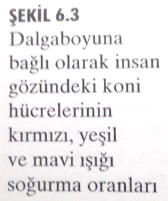 ŞEKİL 6.3
Dalgaboyuna
bağlı olarak insan
gözündeki koni
hücrelerinin
kırmızı, yeşil
ve mavi ışığı
soğurma oranları